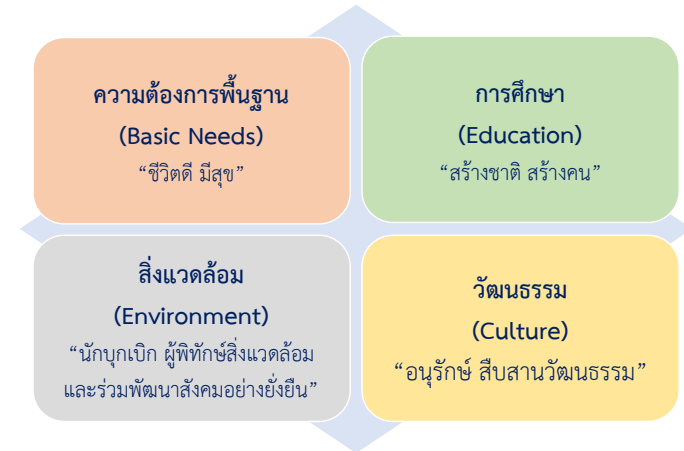 ความต้องการพื้นฐาน
(Basic Needs)
“ชีวิตดี มีสุข”
การศึกษา
(Education)
“สร้างชาติ สร้างคน”
สิ่งแวดล้อม
(Environment)
“นักบุกเบิก ผู้พิทักษ์สิ่งแวดล้อม
และร่วมพัฒนาสังคมอย่างยั่งยืน”
วัฒนธรรม
(Culture)
“อนุรักษ์ สืบสานวัฒนธรรม”